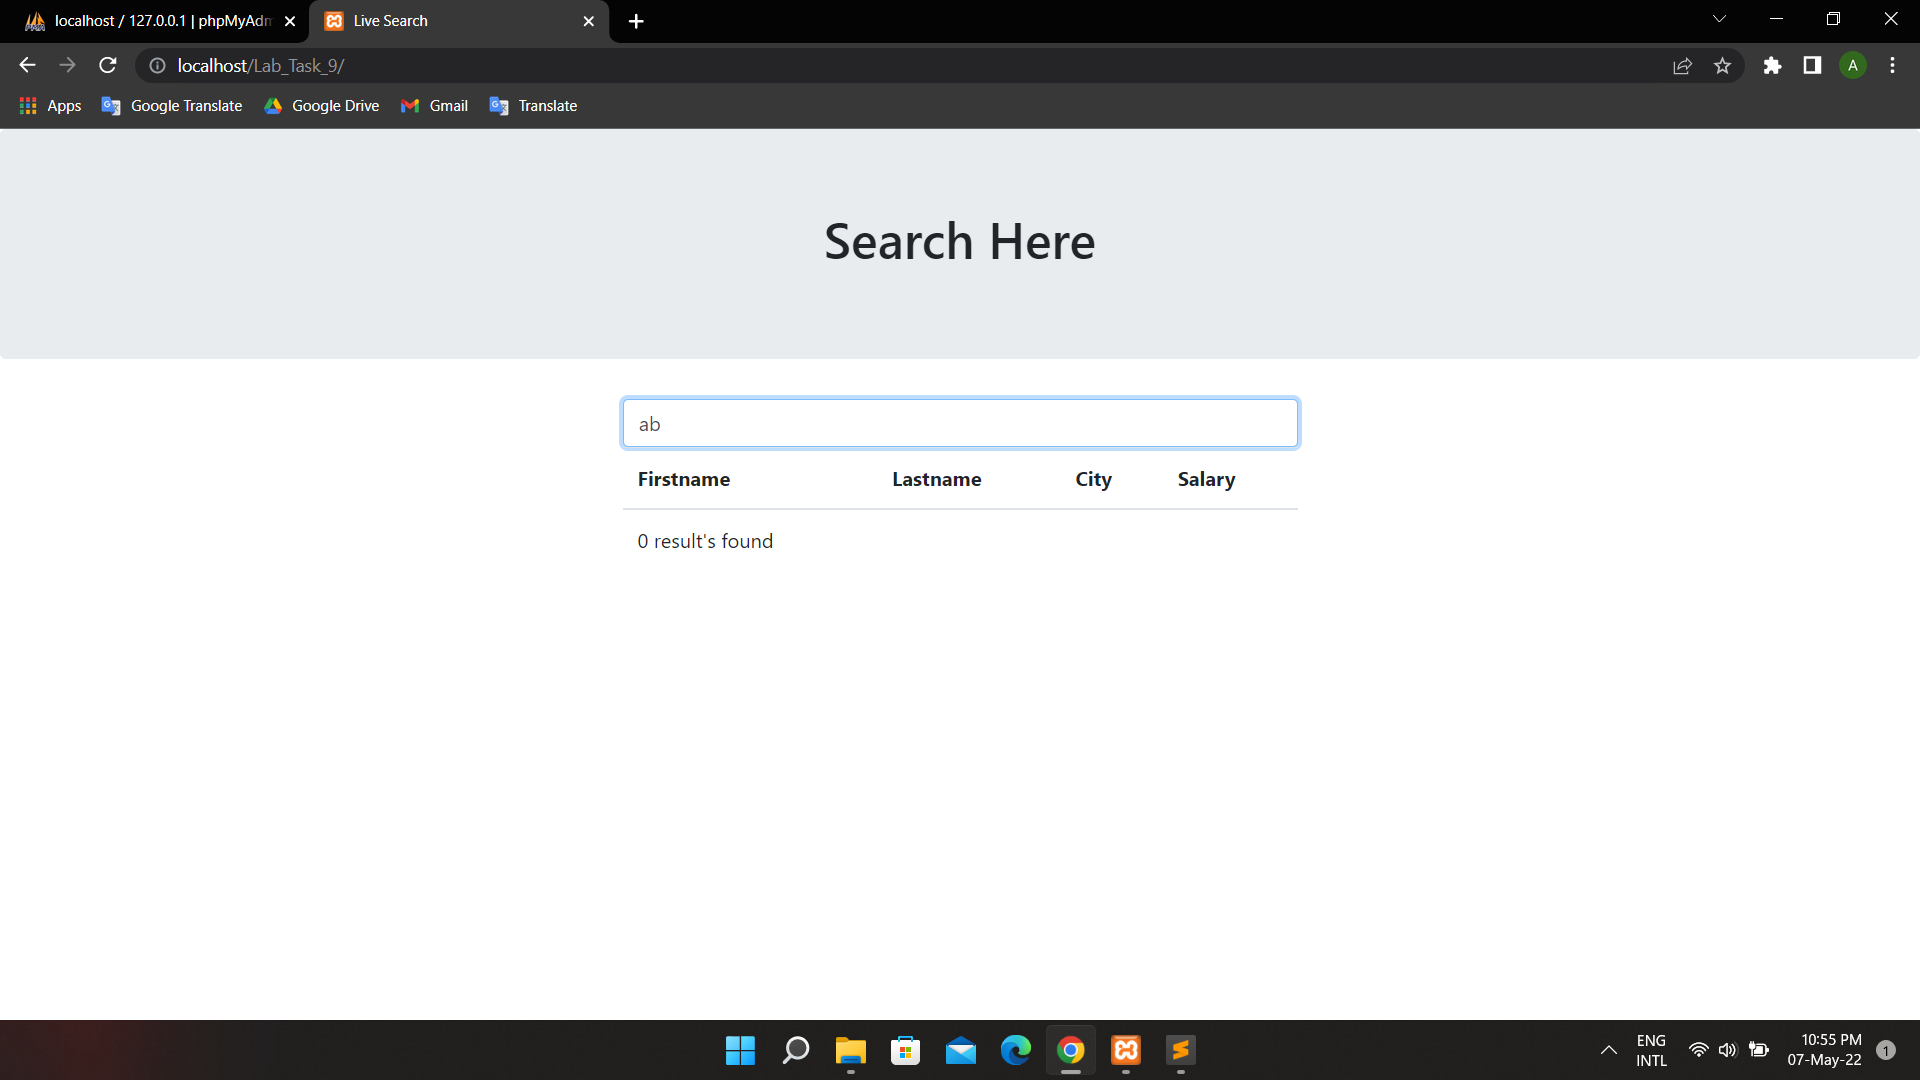 localhost / 127.0.0.1 | phpMyAdm
Live Search
localhost/Lab_Task_9/
A
Apps
Google Translate
Google Drive
Gmail
Translate
Search Here
ab
Firstname Lastname City Salary
0 result's found
ENG
INTL
10:55 PM
07-May-22
1